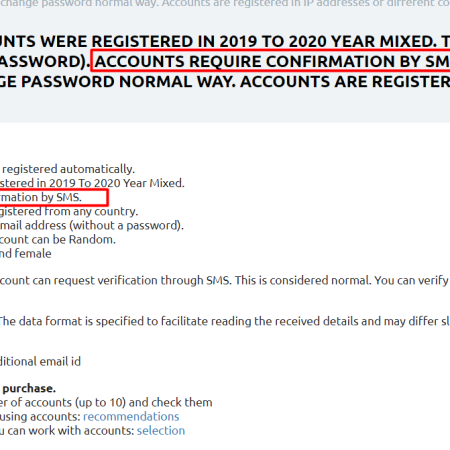 change password normal way. Accounts are registered in IP addresses of different co
UNTS WERE REGISTERED IN 2019 TO 2020 YEAR MIXED. T
ASSWORD). ACCOUNTS REQUIRE CONFIRMATION BY SM
GE PASSWORD NORMAL WAY. ACCOUNTS ARE REGISTER
registered automatically.
stered in 2019 To 2020 Year Mixed.
mation by SMS.
gistered from any country.
mail address (without a password).
count can be Random.
nd female
count can request verification through SMS. This is considered normal. You can verify
The data format is specified to facilitate reading the received details and may differ sl
ditional email id
purchase.
er of accounts (up to 10) and check them
using accounts: recommendations
u can work with accounts: selection